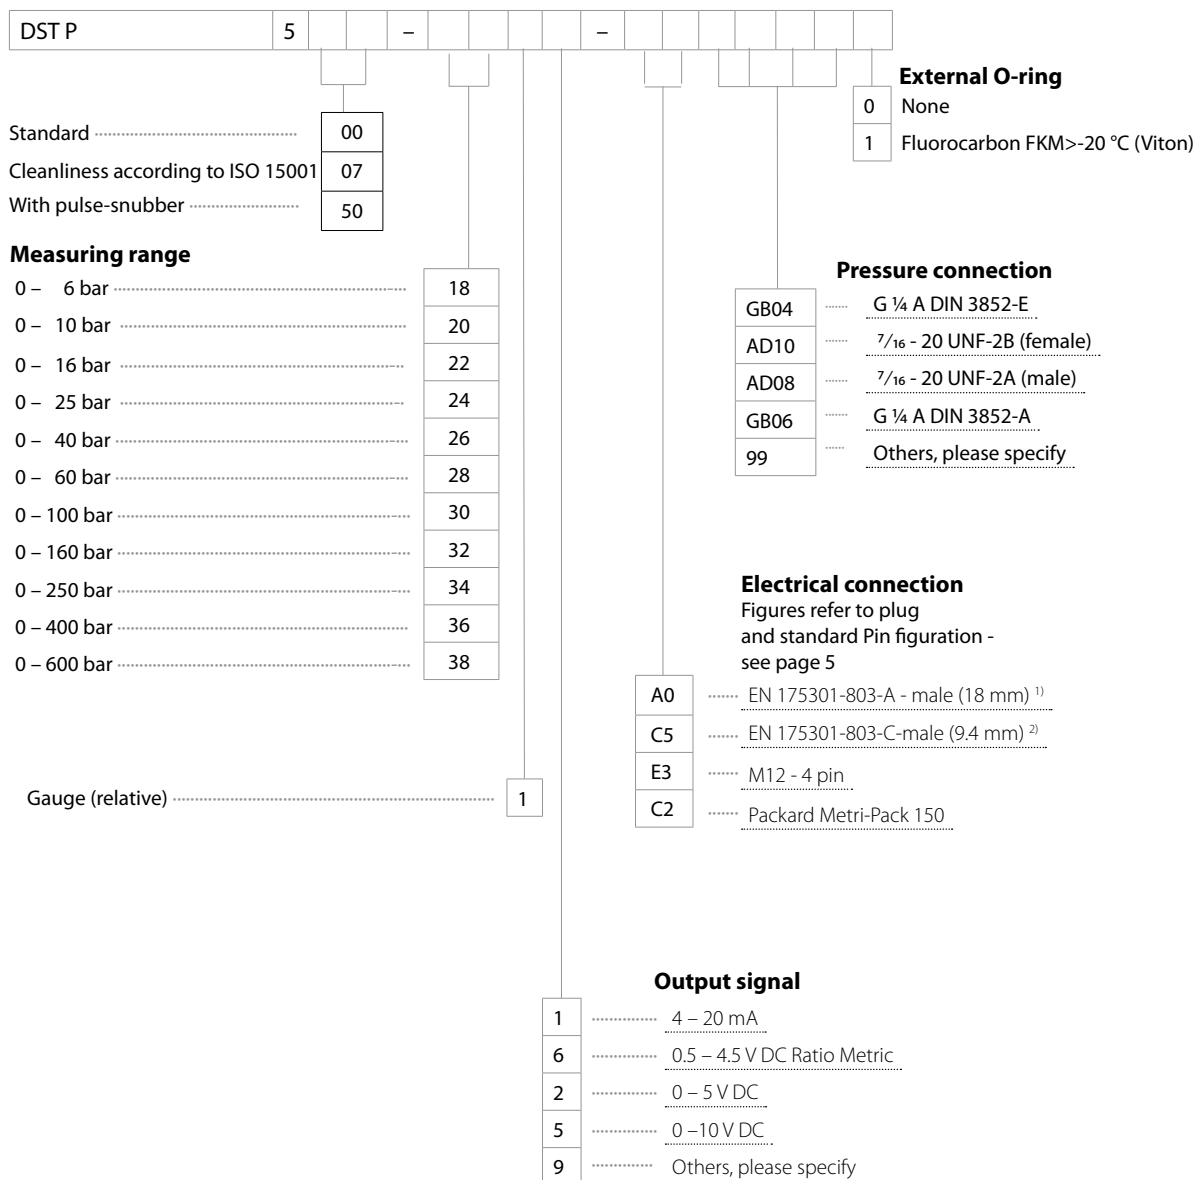 DST P 5 – –
External O-ring
0 None
1 Fluorocarbon FKM>-20 °C (Viton)
Standard 00
Cleanliness according to ISO 15001 07
With pulse-snubber 50
Measuring range
0 – 6 bar 18
0 – 10 bar 20
0 – 16 bar 22
0 – 25 bar 24
0 – 40 bar 26
0 – 60 bar 28
0 – 100 bar 30
0 – 160 bar 32
0 – 250 bar 34
0 – 400 bar 36
0 – 600 bar 38
Pressure connection
GB04 G ¼ A DIN 3852-E
AD10 ⁷/₁₆ - 20 UNF-2B (female)
AD08 ⁷/₁₆ - 20 UNF-2A (male)
GB06 G ¼ A DIN 3852-A
99 Others, please specify
Electrical connection
Figures refer to plug
and standard Pin figuration -
see page 5
A0 EN 175301-803-A - male (18 mm) ¹⁾
C5 EN 175301-803-C-male (9.4 mm) ²⁾
E3 M12 - 4 pin
C2 Packard Metri-Pack 150
Gauge (relative) 1
Output signal
1 4 – 20 mA
6 0.5 – 4.5 V DC Ratio Metric
2 0 – 5 V DC
5 0 –10 V DC
9 Others, please specify